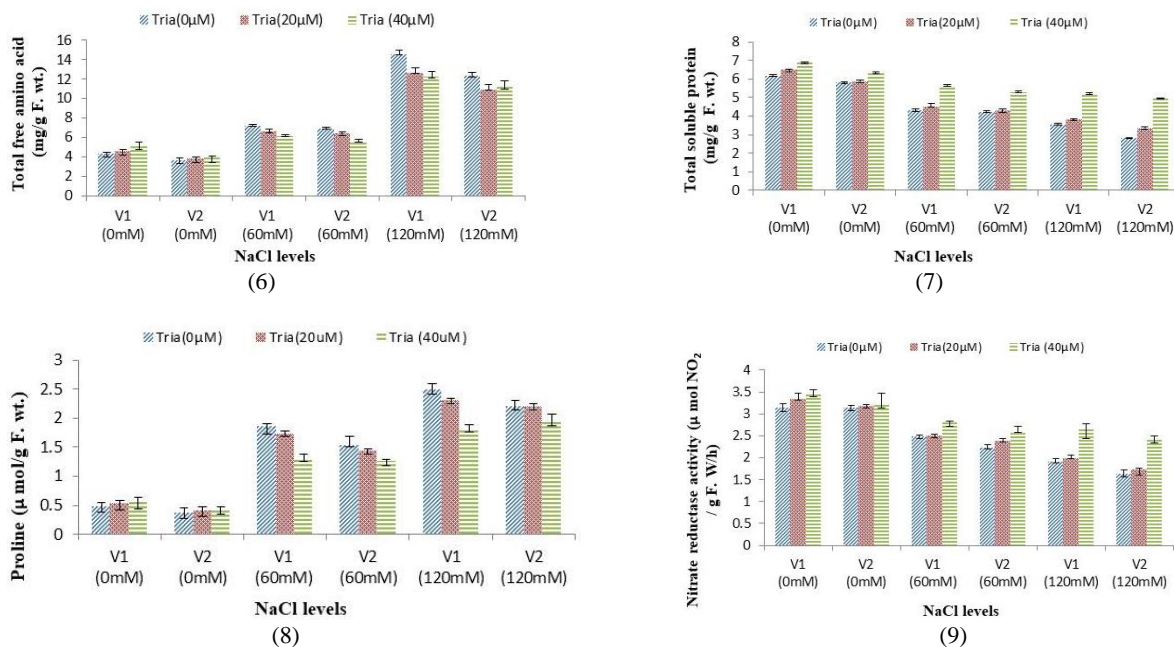 Tria(0µM) Tria(20µM) Tria (40µM)
Total free amino acid
(mg/g F. wt.)
16
14
12
10
8
6
4
2
0
V1 V2 V1 V2 V1 V2
(0mM) (0mM) (60mM) (60mM) (120mM) (120mM)
NaCl levels
(6)
Tria(0µM) Tria(20µM) Tria (40µM)
Total soluble protein
(mg/g F. wt.)
8
7
6
5
4
3
2
1
0
V1 V2 V1 V2 V1 V2
(0mM) (0mM) (60mM) (60mM) (120mM) (120mM)
NaCl levels
(7)
Tria(0µM) Tria(20uM) Tria (40uM)
Proline (µ mol/g F. wt.)
3
2.5
2
1.5
1
0.5
0
V1 V2 V1 V2 V1 V2
(0mM) (0mM) (60mM) (60mM) (120mM) (120mM)
NaCl levels
(8)
Tria(0µM) Tria(20µM) Tria (40µM)
Nitrate reductase activity (µ mol NO2
/ g F. W/h)
4
3.5
3
2.5
2
1.5
1
0.5
0
V1 V2 V1 V2 V1 V2
(0mM) (0mM) (60mM) (60mM) (120mM) (120mM)
NaCl levels
(9)